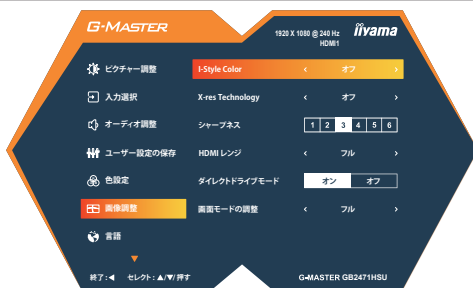 G-MASTER
1920 X 1080 @ 240 Hz
HDMI1
iiyama
ピクチャー調整
I-Style Color ‹ オフ ›
入力選択
X-res Technology ‹ オフ ›
オーディオ調整
シャープネス 1 2 3 4 5 6
ユーザー設定の保存
HDMI レンジ ‹ フル ›
色設定
ダイレクトドライブモード オン オフ
画像調整
画面モードの調整 ‹ フル ›
言語
終了:◀ セレクト:▲/▼/押す
G-MASTER GB2471HSU